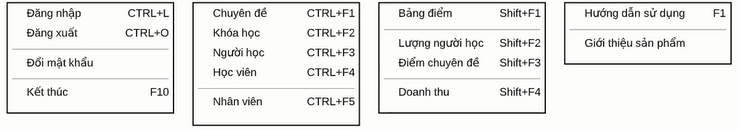 Đăng nhập CTRL+L
Đăng xuất CTRL+O
Đổi mật khẩu
Kết thúc F10
Chuyên đề CTRL+F1
Khóa học CTRL+F2
Người học CTRL+F3
Học viên CTRL+F4
Nhân viên CTRL+F5
Bảng điểm Shift+F1
Lượng người học Shift+F2
Điểm chuyên đề Shift+F3
Doanh thu Shift+F4
Hướng dẫn sử dụng F1
Giới thiệu sản phẩm